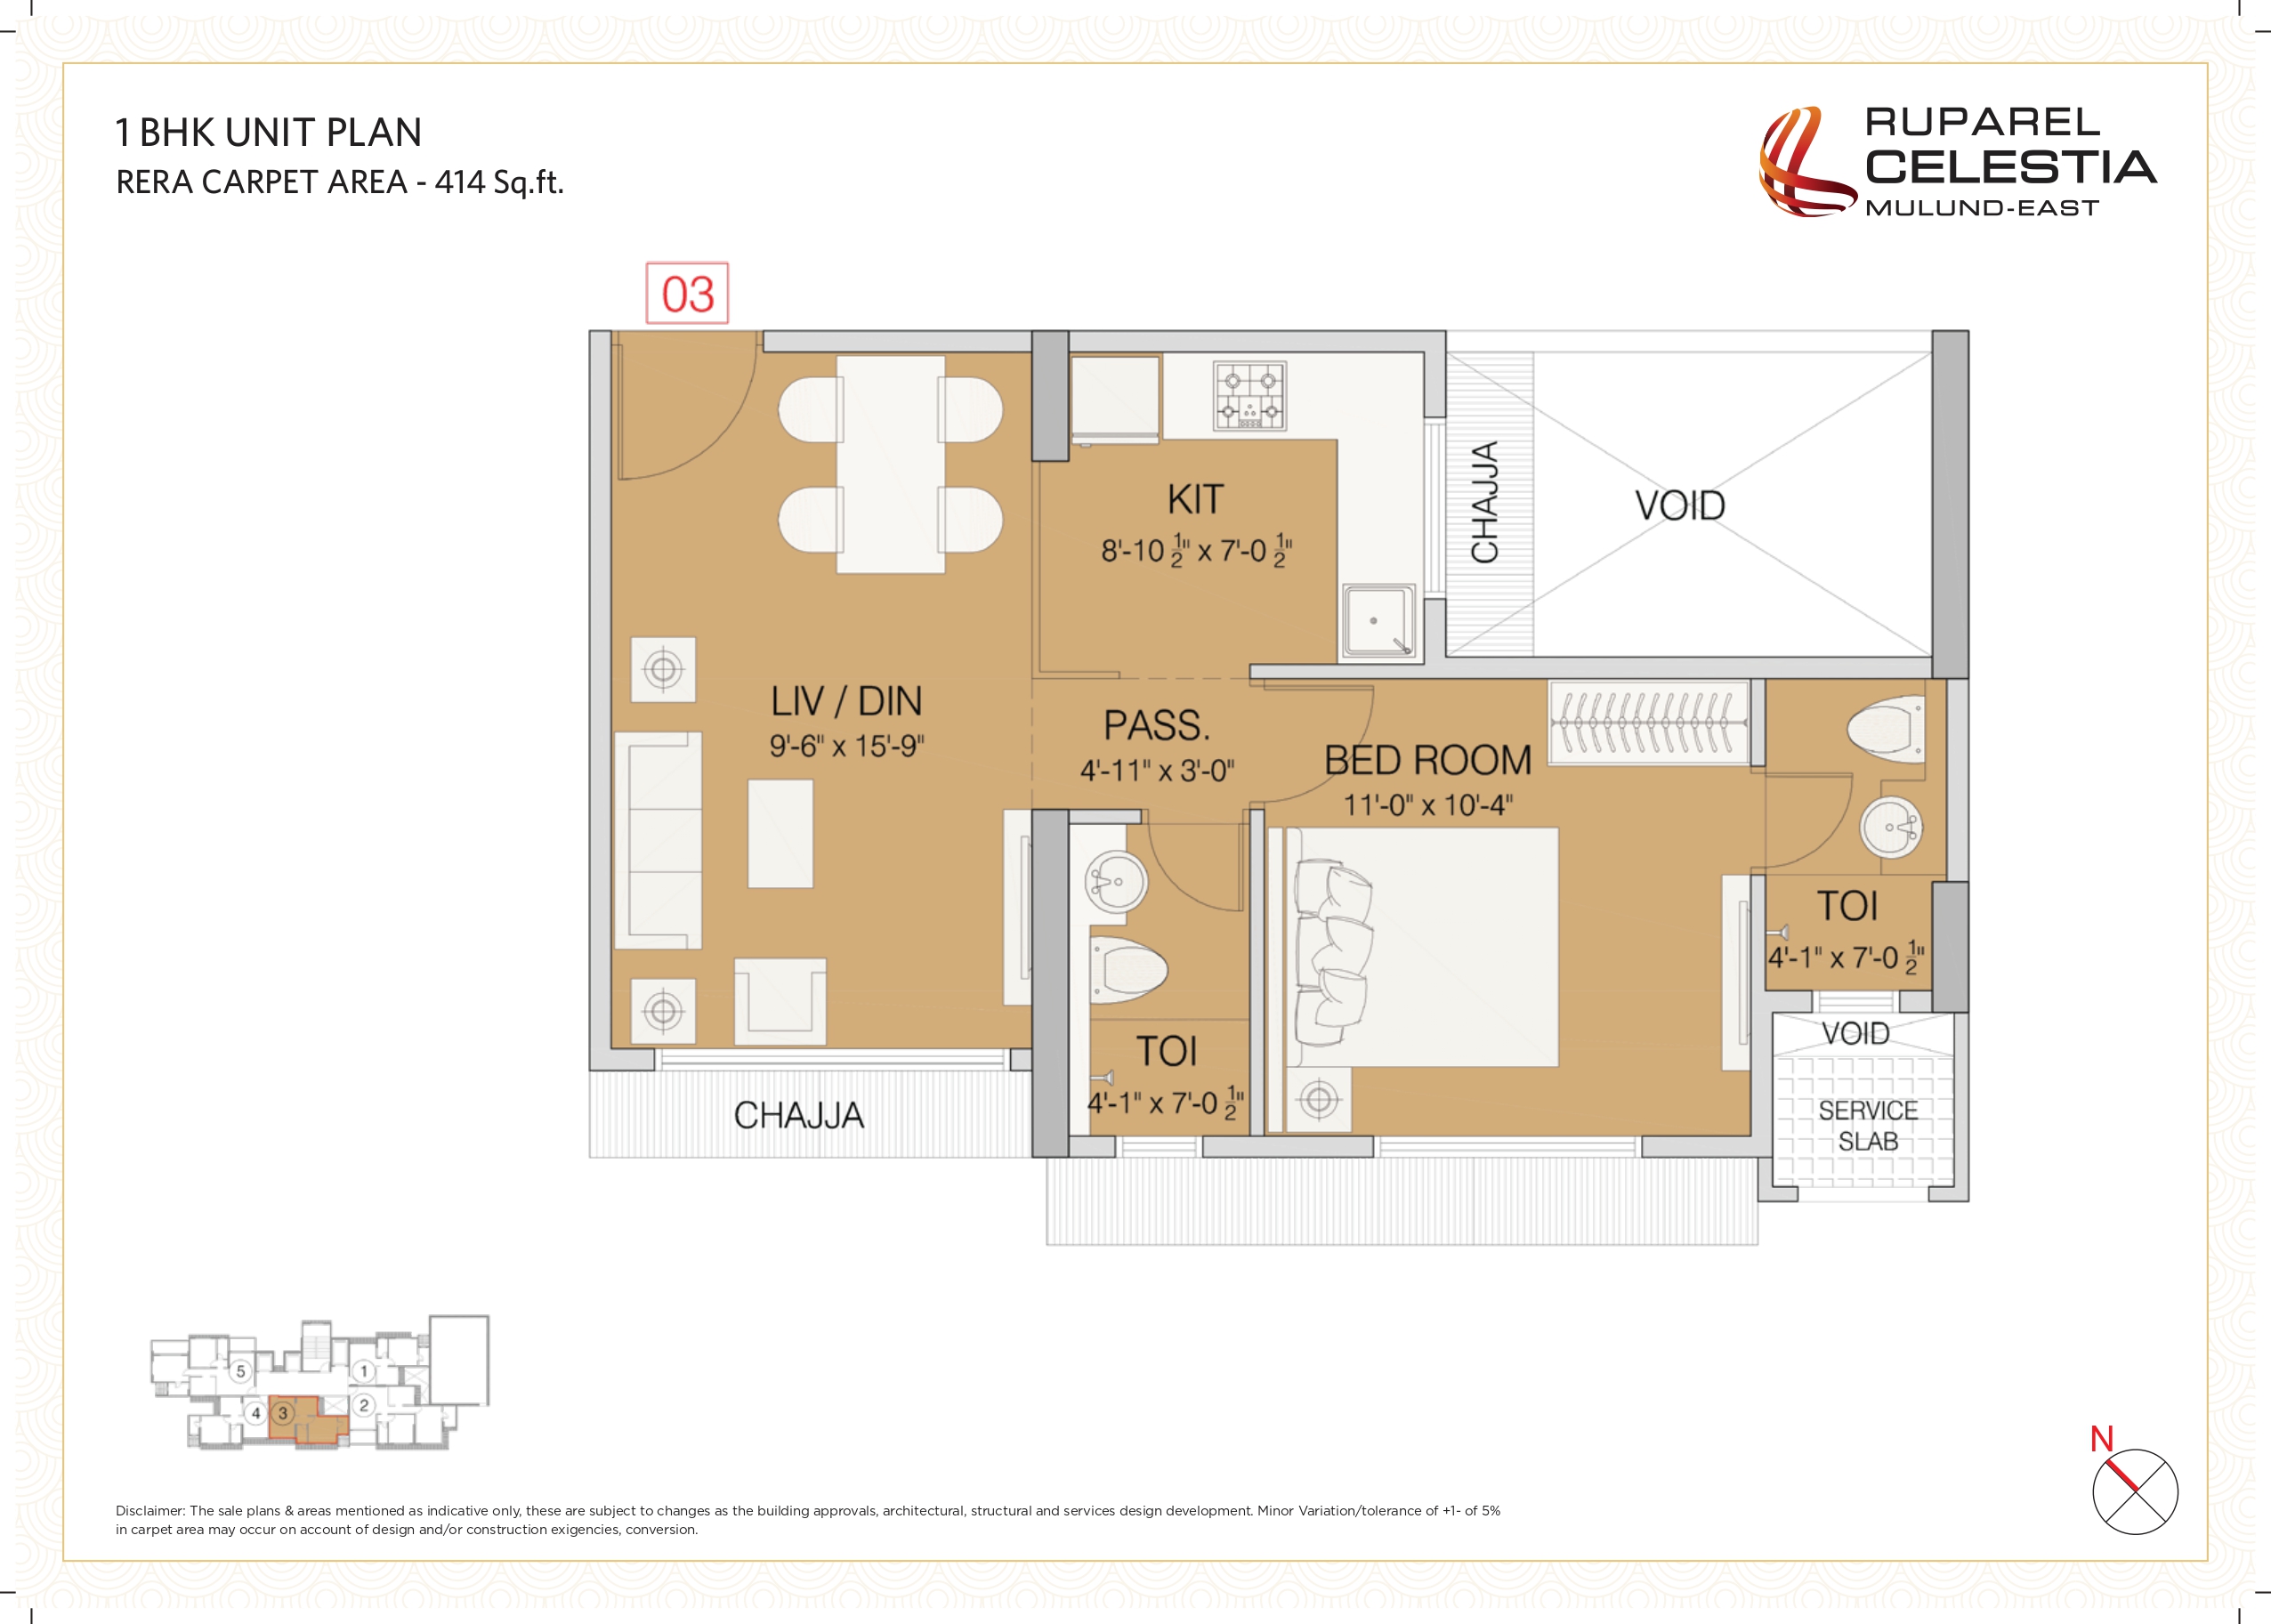 1 BHK UNIT PLAN
RERA CARPET AREA - 414 Sq.ft.
RUPAREL
CELESTIA
MULUND-EAST
03
KIT
8'-10 1/2" x 7'-0 1/2"
CHAJJA
VOID
LIV / DIN
9'-6" x 15'-9"
PASS.
4'-11" x 3'-0"
BED ROOM
11'-0" x 10'-4"
TOI
4'-1" x 7'-0 1/2"
VOID
SERVICE
SLAB
TOI
4'-1" x 7'-0 1/2"
CHAJJA
5
1
4
3
2
N
Disclaimer: The sale plans & areas mentioned as indicative only, these are subject to changes as the building approvals, architectural, structural and services design development. Minor Variation/tolerance of +1- of 5%
in carpet area may occur on account of design and/or construction exigencies, conversion.